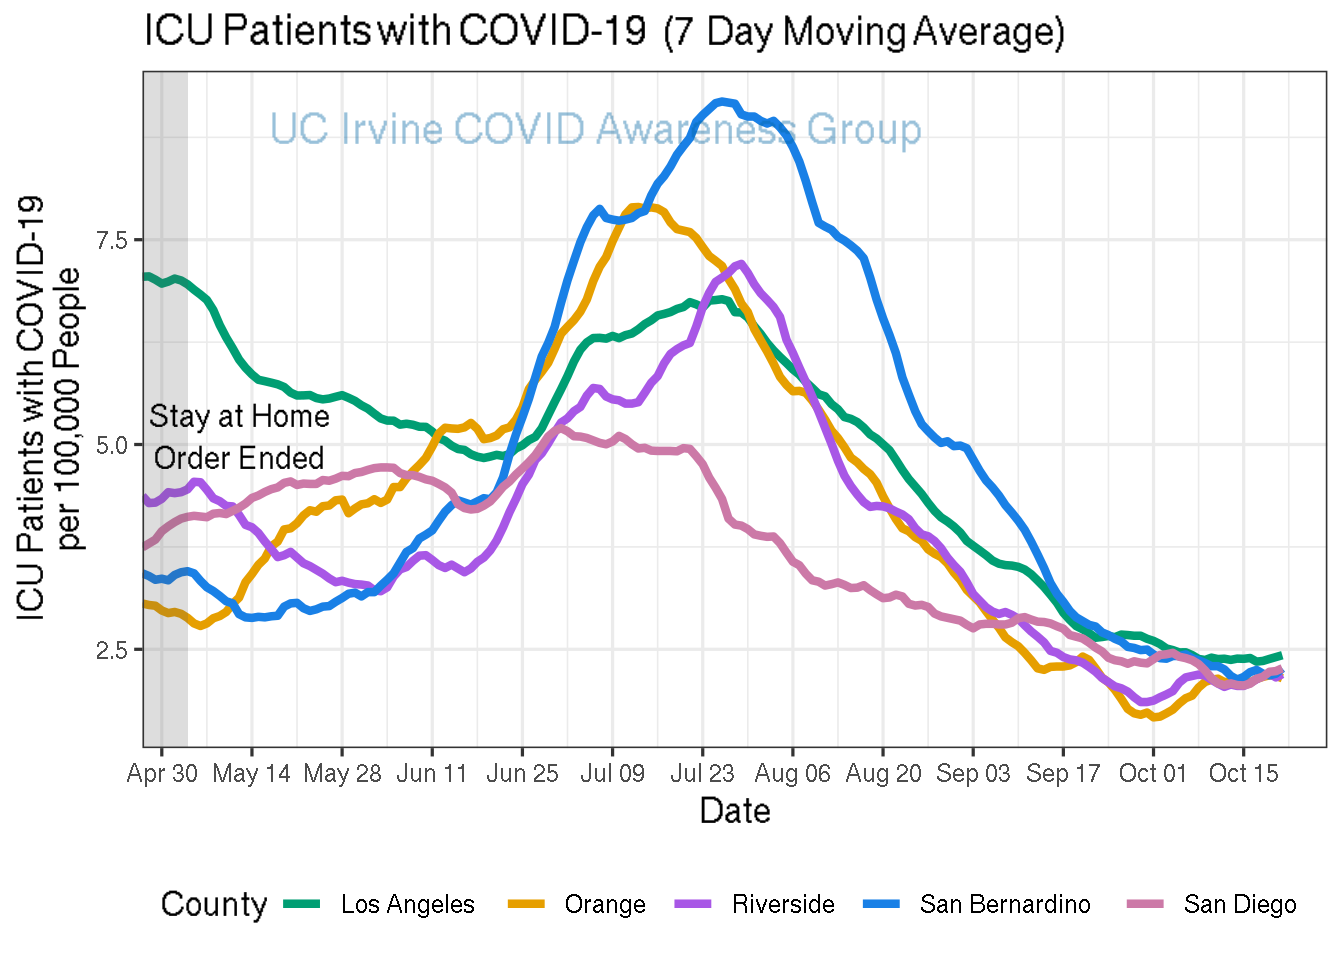 ICU Patients with COVID-19 (7 Day Moving Average)
UC Irvine COVID Awareness Group
ICU Patients with COVID-19
per 100,000 People
7.5
5.0
2.5
Stay at Home
Order Ended
Apr 30 May 14 May 28 Jun 11 Jun 25 Jul 09 Jul 23 Aug 06 Aug 20 Sep 03 Sep 17 Oct 01 Oct 15
Date
County Los Angeles Orange Riverside San Bernardino San Diego